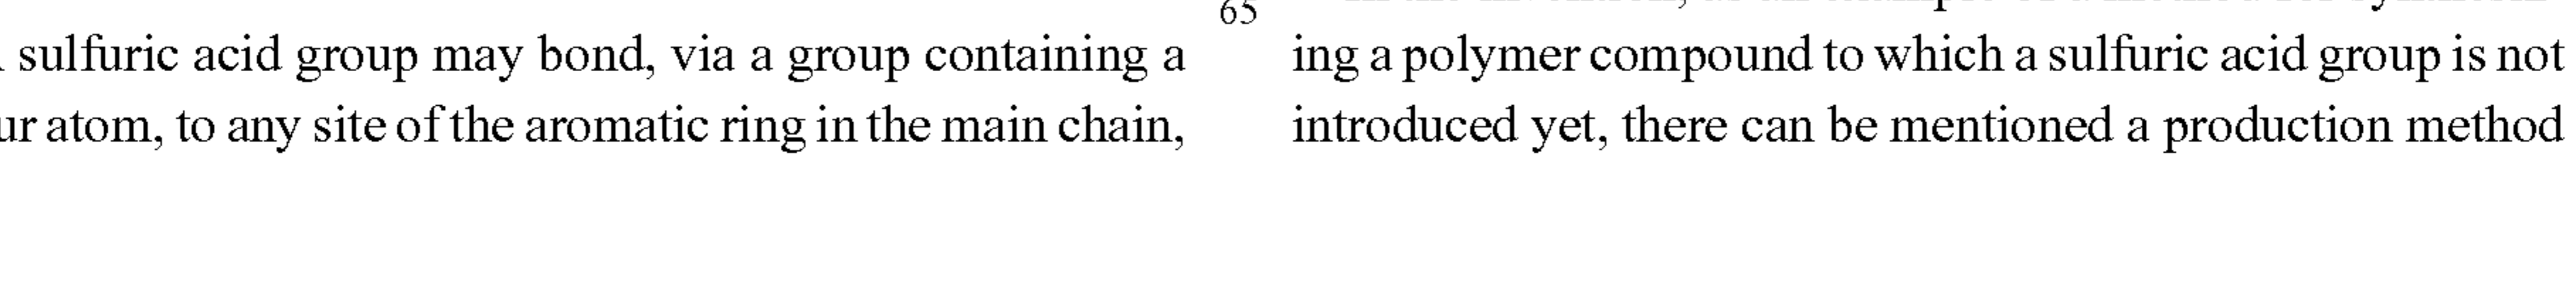 sulfuric acid group may bond, via a group containing a
ur atom, to any site of the aromatic ring in the main chain,
65
ing a polymer compound to which a sulfuric acid group is not
introduced yet, there can be mentioned a production method